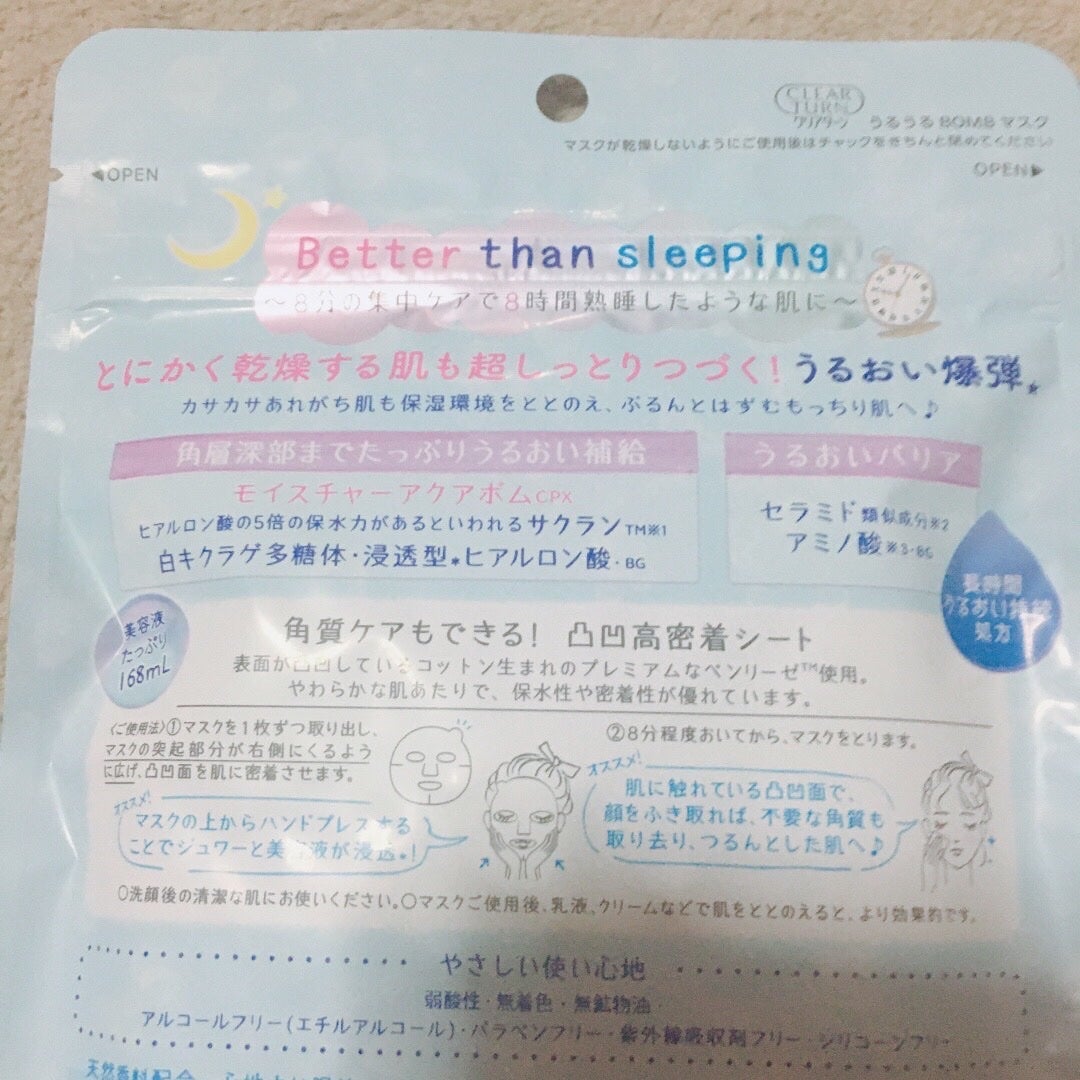 CLEAR
TURN
クリアターン うるうるBOMBマスク
マスクが乾燥しないようにご使用後はチャックをきちんと閉めてください
◀OPEN
OPEN▶
Better than sleeping
〜8分の集中ケアで8時間熟睡したような肌に〜
とにかく乾燥する肌も超しっとりつづく!うるおい爆弾。
カサカサあれがち肌も保湿環境をととのえ、ぷるんとはずむもっちり肌へ♪
角層深部までたっぷりうるおい補給
モイスチャーアクアボムCPX
ヒアルロン酸の5倍の保水力があるといわれるサクランTM※1
白キクラゲ多糖体・浸透型*ヒアルロン酸・BG
うるおいバリア
セラミド類似成分※2
アミノ酸※3・BG
長時間
うるおい持続
処方
美容液
たっぷり
168mL
角質ケアもできる! 凸凹高密着シート
表面が凸凹しているコットン生まれのプレミアムなベンリーゼ™使用。
やわらかな肌あたりで、保水性や密着性が優れています。
〈ご使用法〉①マスクを1枚ずつ取り出し、
マスクの突起部分が右側にくるよう
に広げ、凸凹面を肌に密着させます。
オススメ!
マスクの上からハンドプレスする
ことでジュワーと美容液が浸透*!
②8分程度おいてから、マスクをとります。
オススメ!
肌に触れている凸凹面で、
顔をふき取れば、不要な角質も
取り去り、つるんとした肌へ♪
○洗顔後の清潔な肌にお使いください。○マスクご使用後、乳液、クリームなどで肌をととのえると、より効果的です。
やさしい使い心地
弱酸性・無着色・無鉱物油・
アルコールフリー(エチルアルコール)・パラベンフリー・紫外線吸収剤フリー・シリコーンフリー
天然香料配合